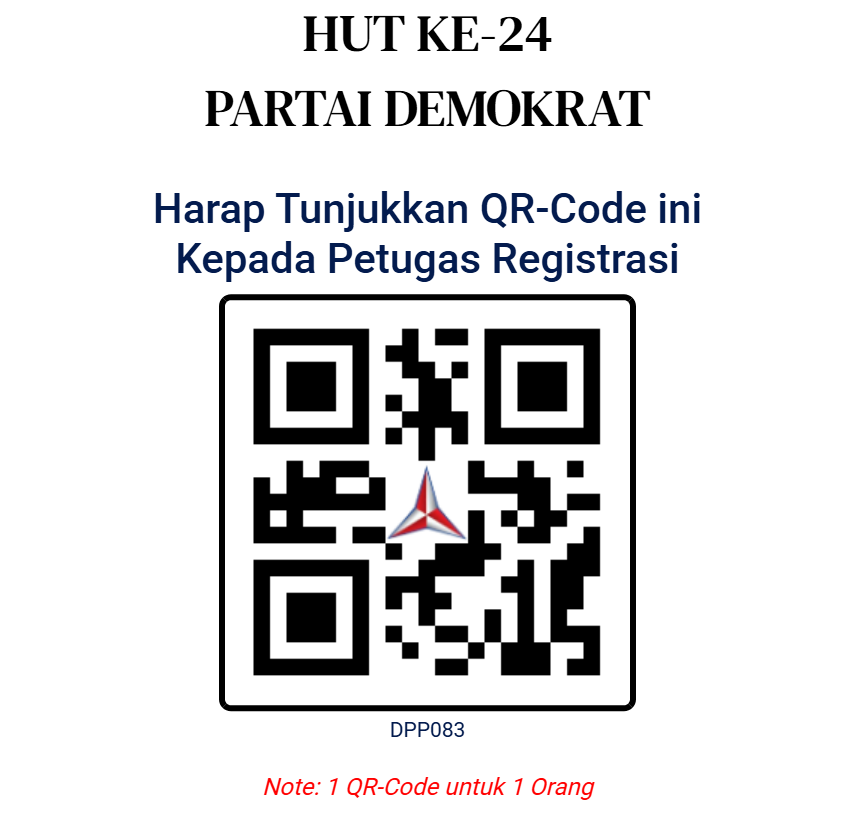 HUT KE-24
PARTAI DEMOKRAT
Harap Tunjukkan QR-Code ini
Kepada Petugas Registrasi
DPP083
Note: 1 QR-Code untuk 1 Orang